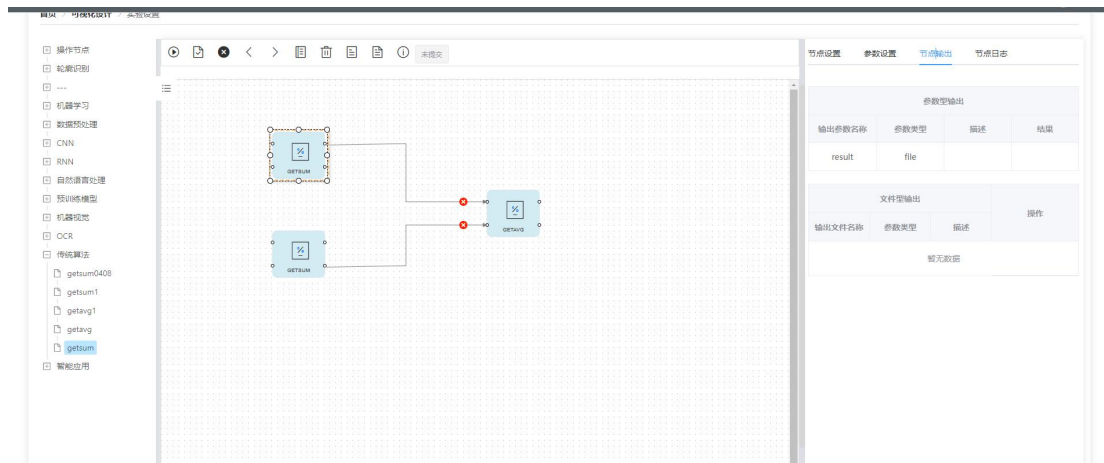 首页 / 可视化设计 / 实验设置
操作节点
轮廓识别
---
机器学习
数据预处理
CNN
RNN
自然语言处理
预训练模型
机器视觉
OCR
传统算法
getsum0408
getsum1
getavg1
getavg
getsum
智能应用
未提交
GETSUM
GETSUM
GETAVG
节点设置 参数设置 节点输出 节点日志
参数型输出
输出参数名称 参数类型 描述 结果
result file
文件型输出 操作
输出文件名称 参数类型 描述
暂无数据